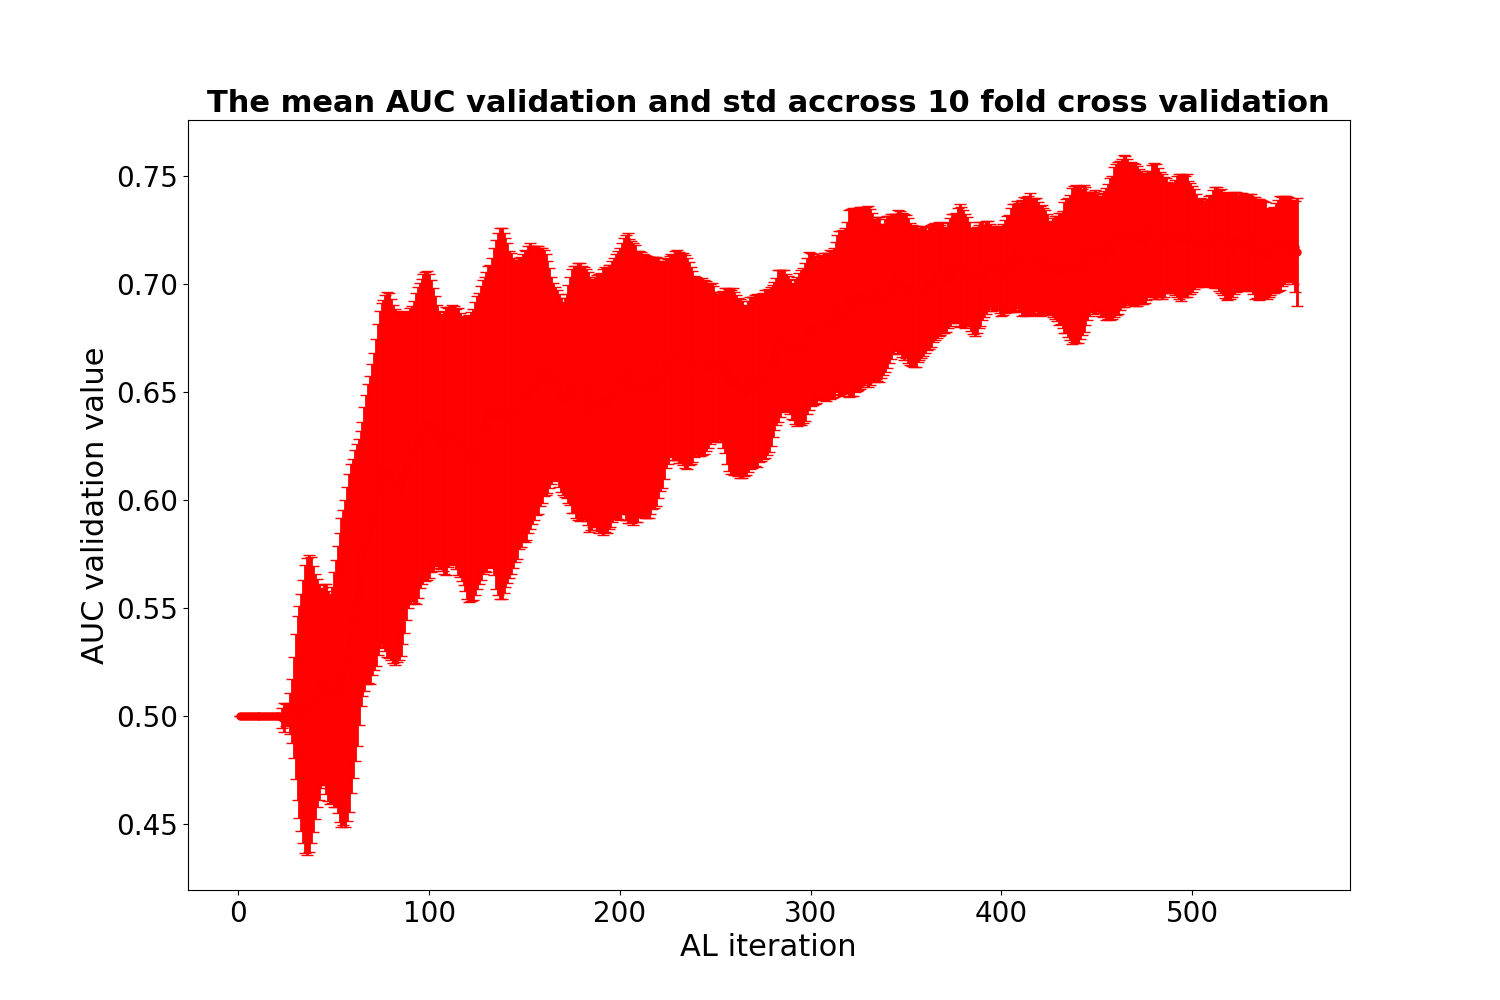 The mean AUC validation and std accross 10 fold cross validation
0.75
0.70
0.65
0.60
0.55
0.50
0.45
AUC validation value
0 100 200 300 400 500
AL iteration